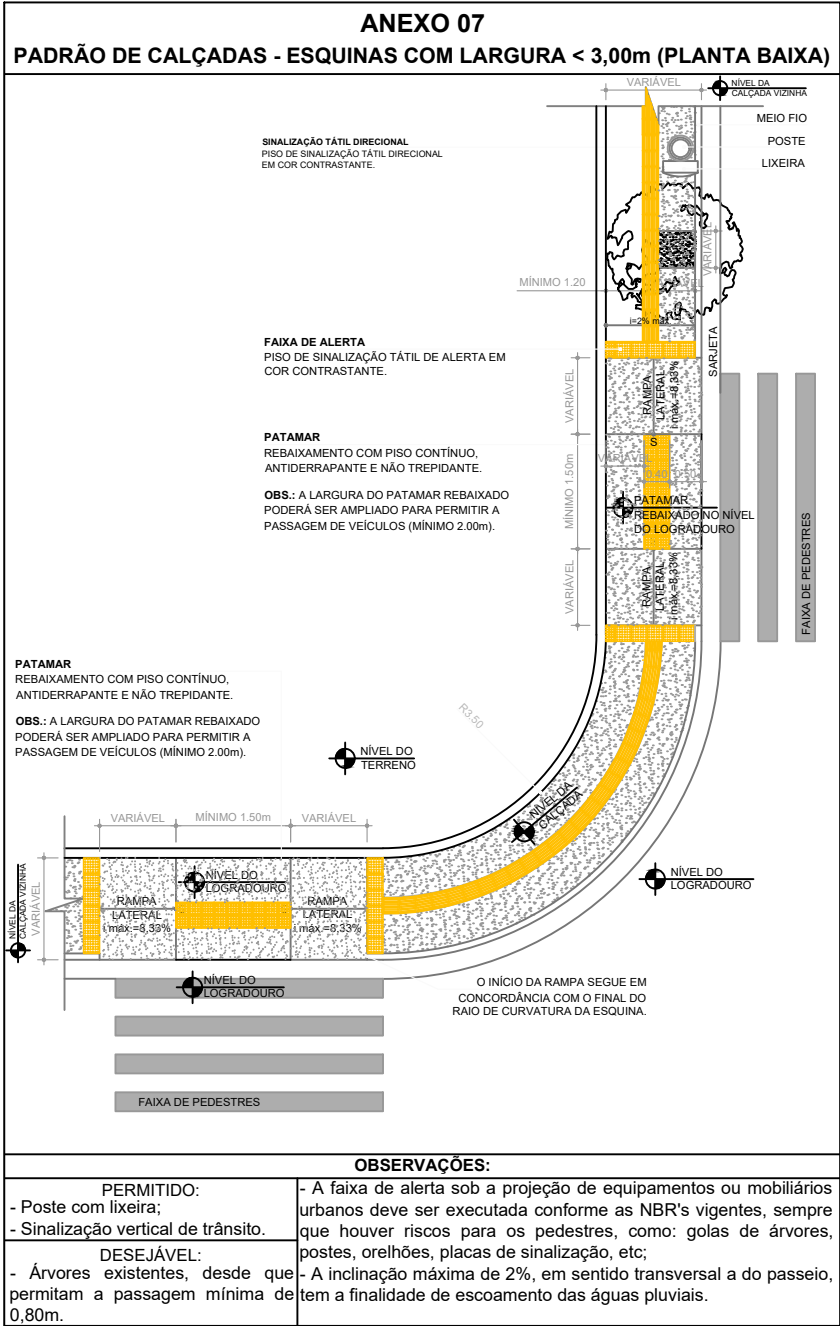 ANEXO 07
PADRÃO DE CALÇADAS - ESQUINAS COM LARGURA < 3,00m (PLANTA BAIXA)
VARIÁVEL
NÍVEL DA
CALÇADA VIZINHA
MEIO FIO
POSTE
LIXEIRA
SINALIZAÇÃO TÁTIL DIRECIONAL
PISO DE SINALIZAÇÃO TÁTIL DIRECIONAL
EM COR CONTRASTANTE.
VARIÁVEL
MÍNIMO 1.20
i=2% máx.
SARJETA
FAIXA DE ALERTA
PISO DE SINALIZAÇÃO TÁTIL DE ALERTA EM
COR CONTRASTANTE.
VARIÁVEL
RAMPA
LATERAL
i máx.=8,33%
PATAMAR
REBAIXAMENTO COM PISO CONTÍNUO,
ANTIDERRAPANTE E NÃO TREPIDANTE.
OBS.: A LARGURA DO PATAMAR REBAIXADO
PODERÁ SER AMPLIADO PARA PERMITIR A
PASSAGEM DE VEÍCULOS (MÍNIMO 2.00m).
S
VARIÁVEL
0.40
MÍNIMO 1.50m
PATAMAR
REBAIXADO NO NÍVEL
DO LOGRADOURO
FAIXA DE PEDESTRES
VARIÁVEL
RAMPA
LATERAL
i máx.=8,33%
PATAMAR
REBAIXAMENTO COM PISO CONTÍNUO,
ANTIDERRAPANTE E NÃO TREPIDANTE.
OBS.: A LARGURA DO PATAMAR REBAIXADO
PODERÁ SER AMPLIADO PARA PERMITIR A
PASSAGEM DE VEÍCULOS (MÍNIMO 2.00m).
R3.50
NÍVEL DO
TERRENO
NÍVEL DA
CALÇADA
VARIÁVEL
MÍNIMO 1.50m
VARIÁVEL
NÍVEL DO
LOGRADOURO
NÍVEL DO
LOGRADOURO
NÍVEL DA
CALÇADA VIZINHA
VARIÁVEL
RAMPA
LATERAL
i máx.=8,33%
RAMPA
LATERAL
i máx.=8,33%
NÍVEL DO
LOGRADOURO
O INÍCIO DA RAMPA SEGUE EM
CONCORDÂNCIA COM O FINAL DO
RAIO DE CURVATURA DA ESQUINA.
FAIXA DE PEDESTRES
OBSERVAÇÕES:
PERMITIDO:
- Poste com lixeira;
- Sinalização vertical de trânsito.
DESEJÁVEL:
- Árvores existentes, desde que
permitam a passagem mínima de
0,80m.
- A faixa de alerta sob a projeção de equipamentos ou mobiliários
urbanos deve ser executada conforme as NBR's vigentes, sempre
que houver riscos para os pedestres, como: golas de árvores,
postes, orelhões, placas de sinalização, etc;
- A inclinação máxima de 2%, em sentido transversal a do passeio,
tem a finalidade de escoamento das águas pluviais.